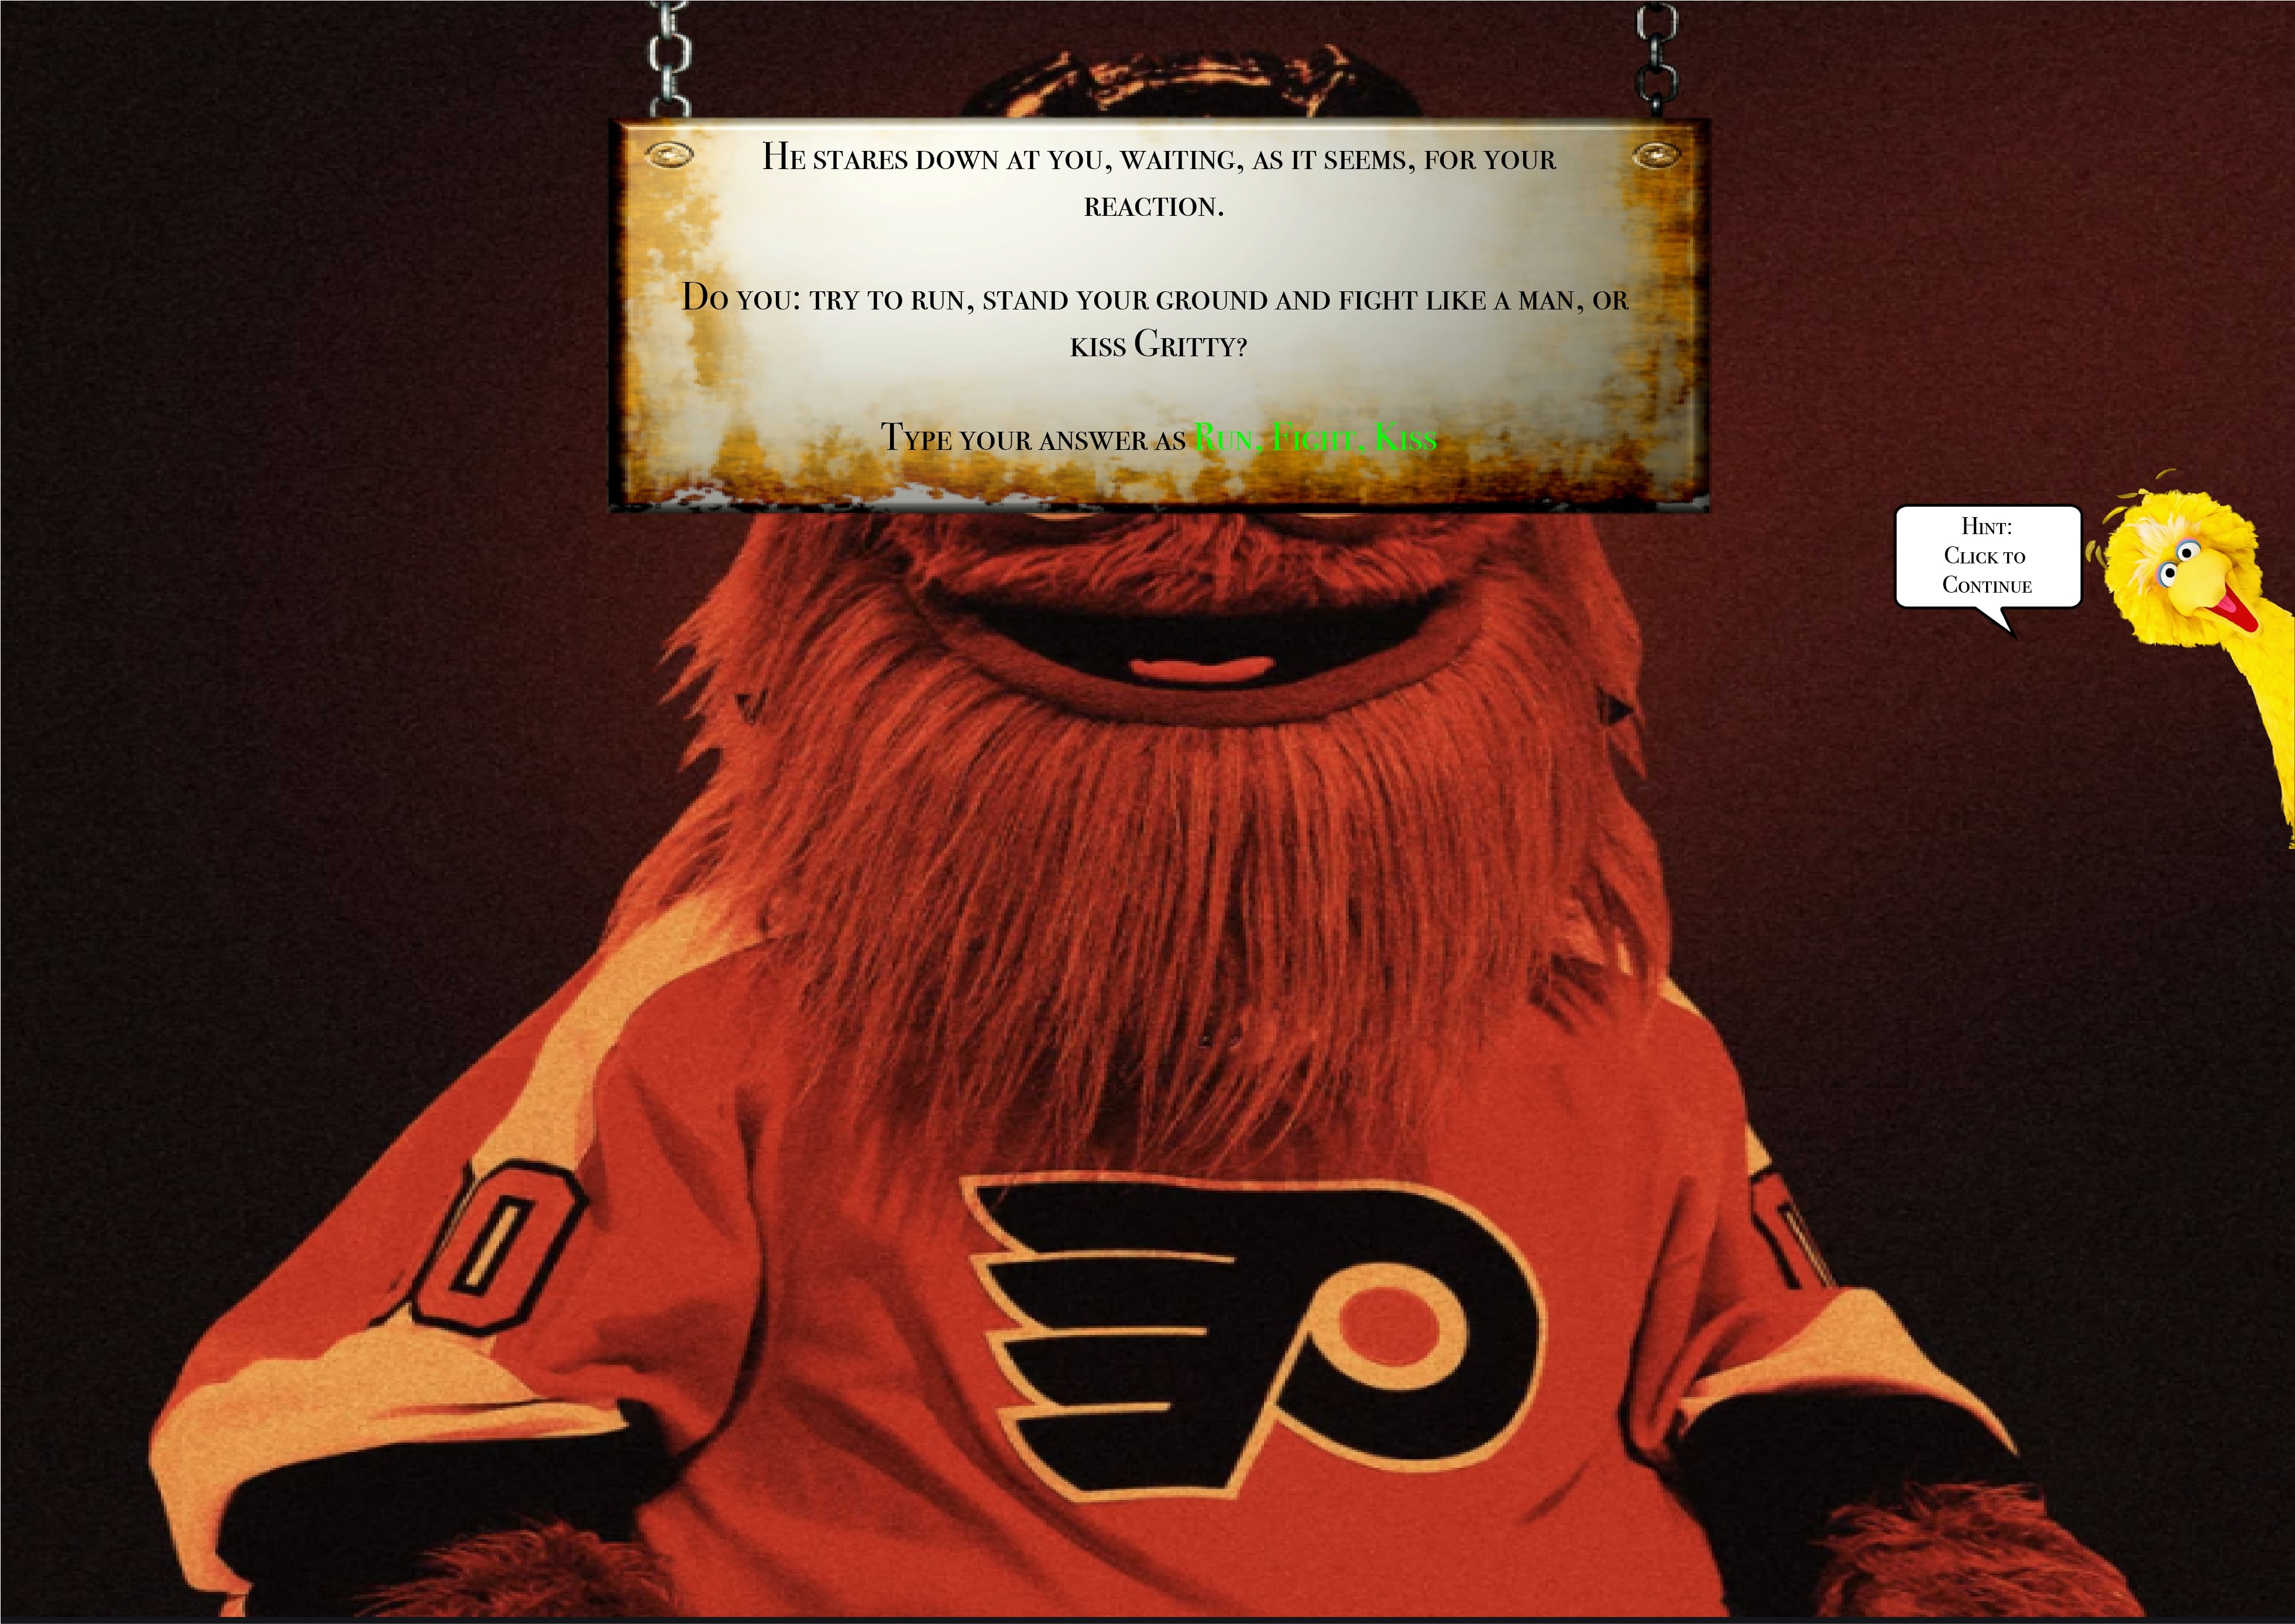 He stares down at you, waiting, as it seems, for your
reaction.
Do you: try to run, stand your ground and fight like a man, or
kiss Gritty?
Type your answer as Run, Fight, Kiss
Hint:
Click to
Continue
0